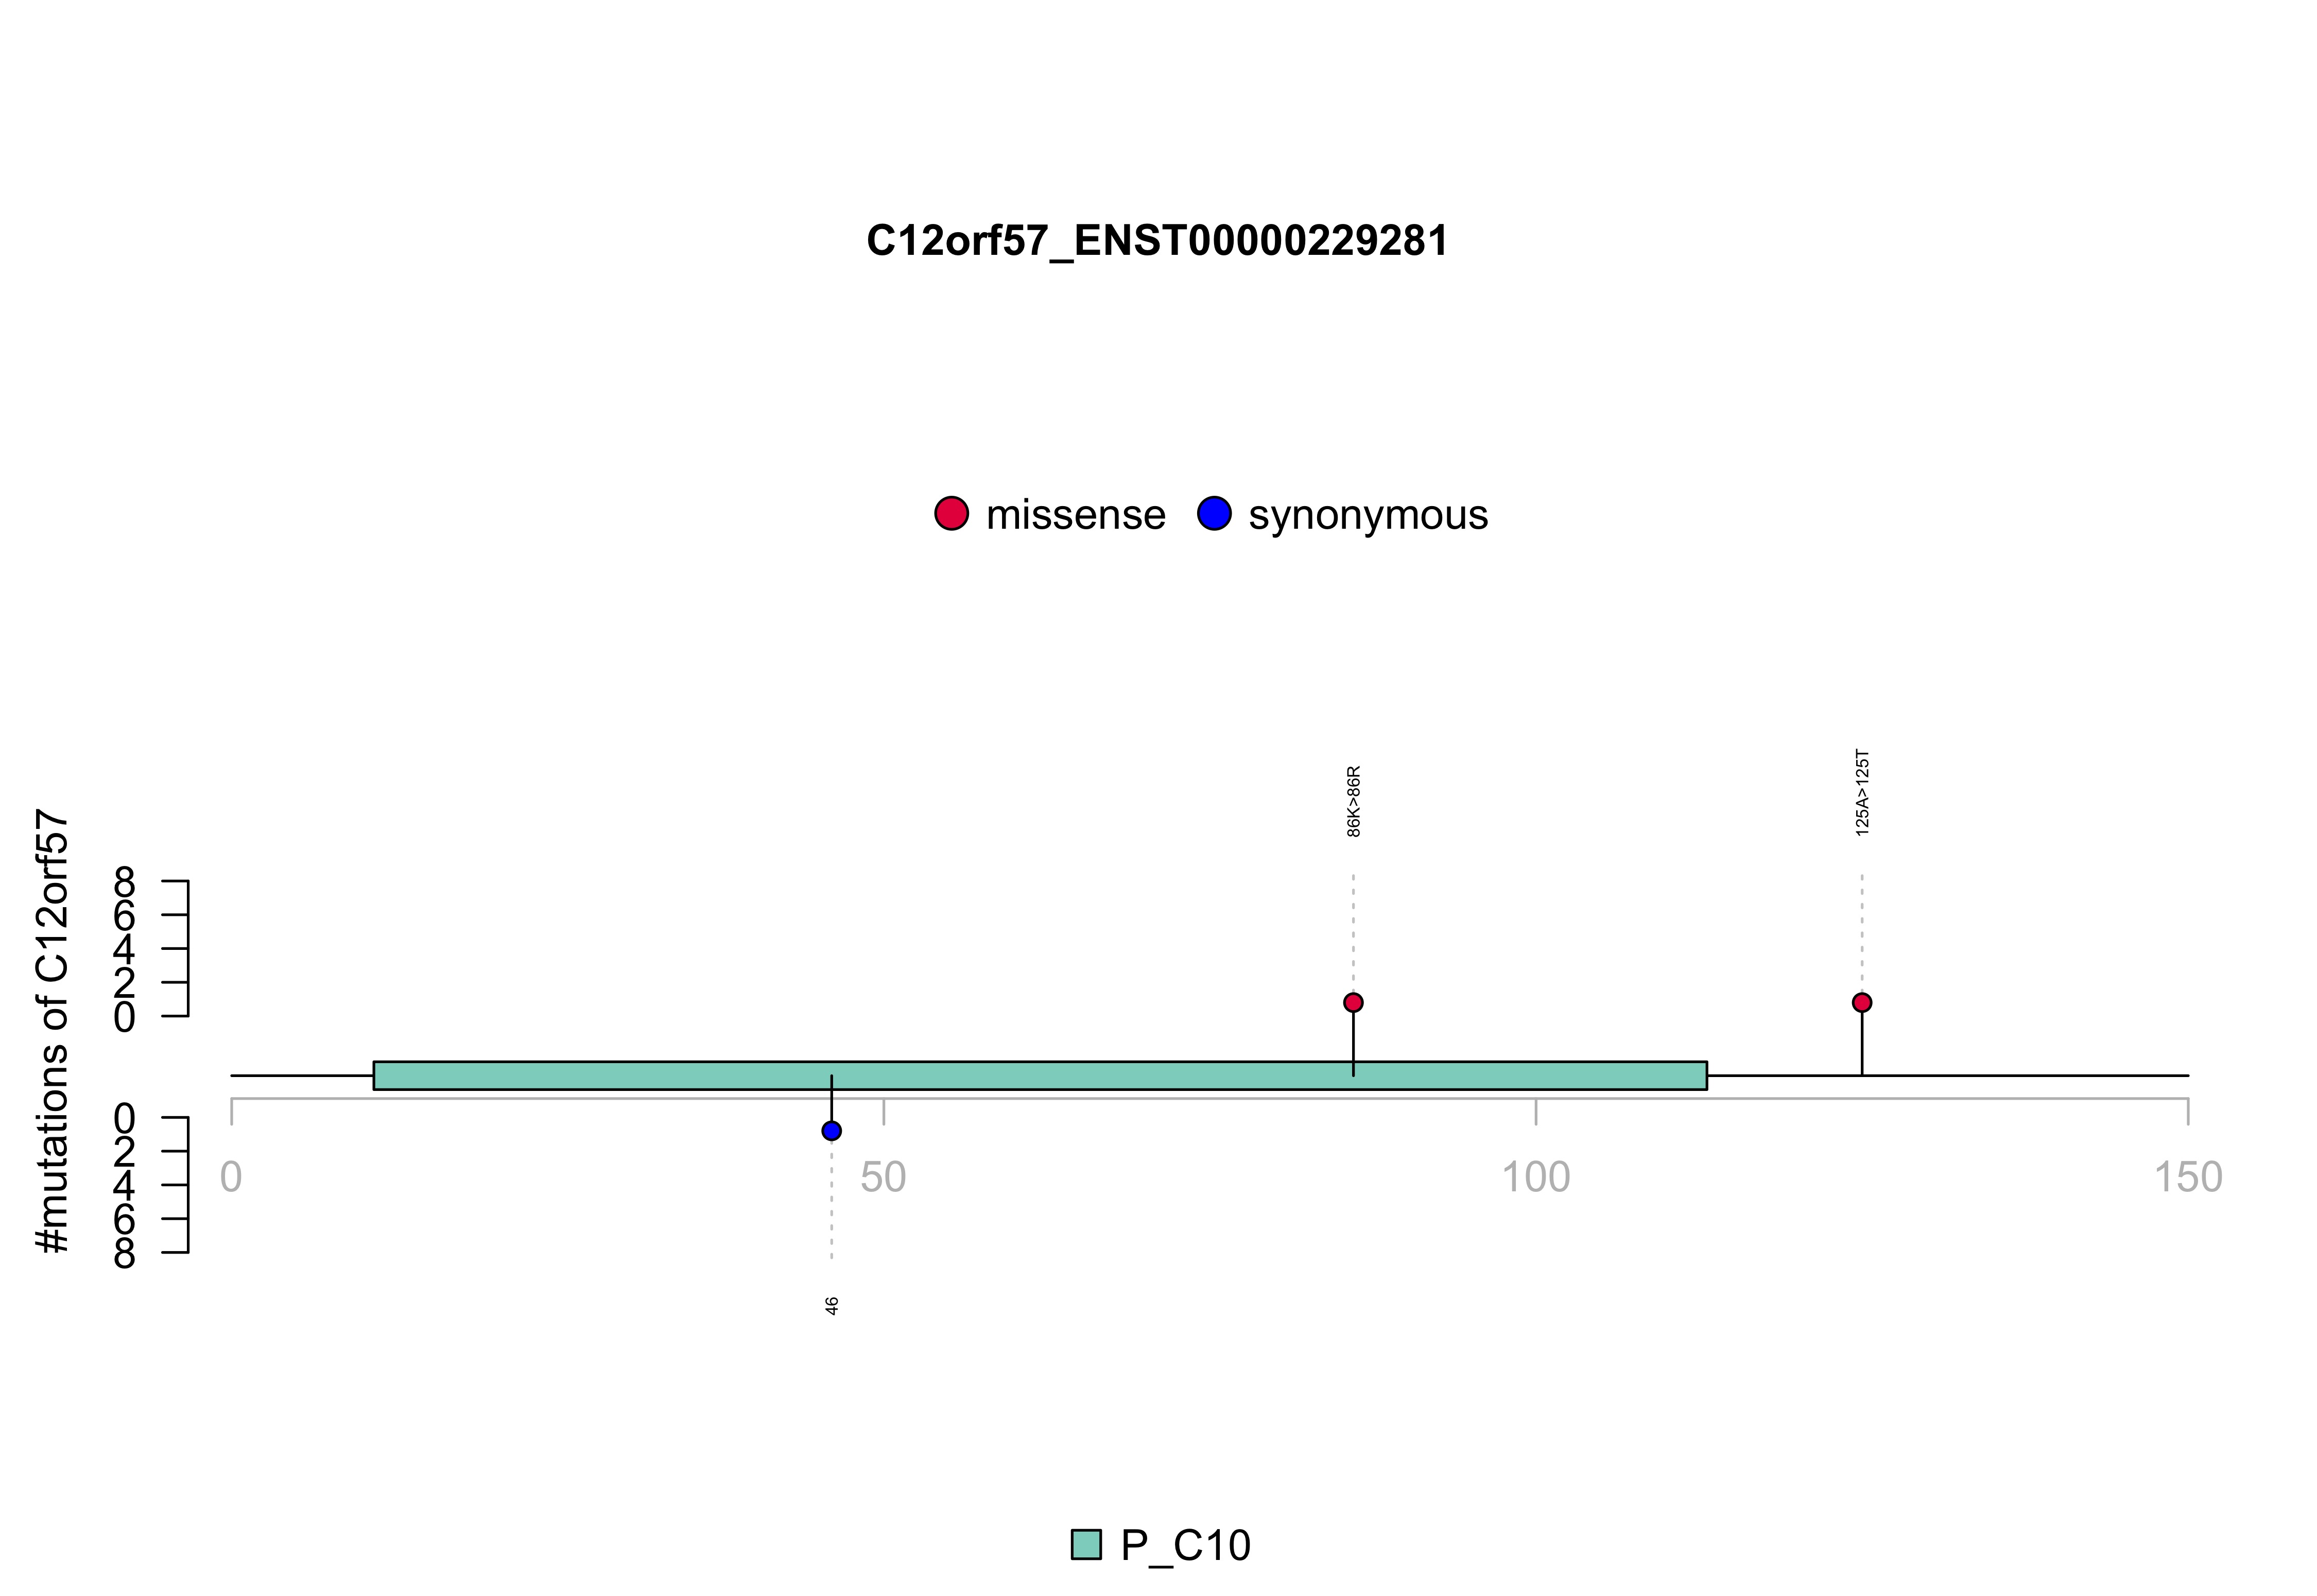 C12orf57_ENST00000229281
missense
synonymous
86K>86R
125A>125T
#mutations of C12orf57
8
6
4
2
0
0
2
4
6
8
0
50
100
150
46
P_C10